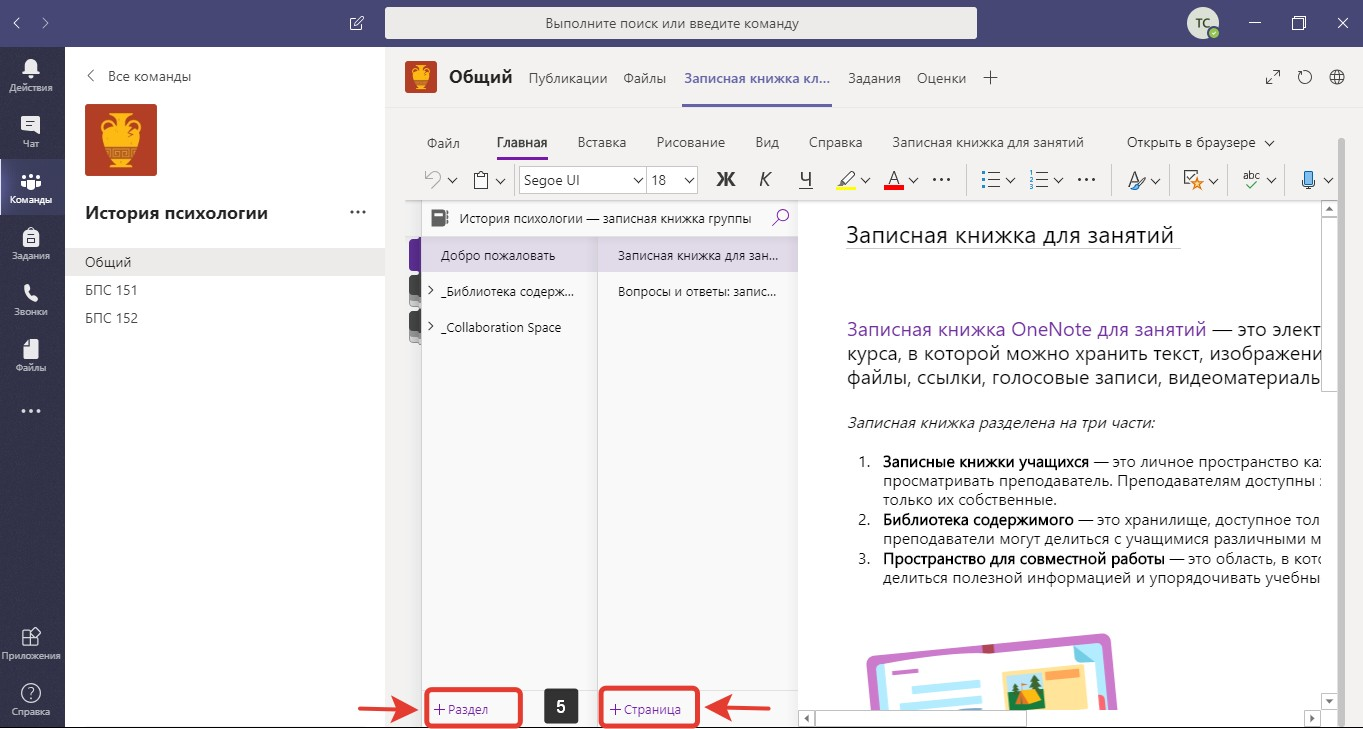 Выполните поиск или введите команду
ТС
Действия
Чат
Команды
Задания
Звонки
Файлы
Приложения
Справка
Все команды
История психологии
Общий
БПС 151
БПС 152
Общий Публикации Файлы Записная книжка кл... Задания Оценки
Файл Главная Вставка Рисование Вид Справка Записная книжка для занятий Открыть в браузере
Segoe UI 18 Ж К Ч А abc
История психологии — записная книжка группы
Добро пожаловать
_Библиотека содерж...
_Collaboration Space
Записная книжка для зан...
Вопросы и ответы: запис...
Записная книжка для занятий
Записная книжка OneNote для занятий — это элект
курса, в которой можно хранить текст, изображени
файлы, ссылки, голосовые записи, видеоматериалы
Записная книжка разделена на три части:
1. Записные книжки учащихся — это личное пространство ка
просматривать преподаватель. Преподавателям доступны
только их собственные.
2. Библиотека содержимого — это хранилище, доступное тол
преподаватели могут делиться с учащимися различными м
3. Пространство для совместной работы — это область, в кото
делиться полезной информацией и упорядочивать учебны
+ Раздел
5
+ Страница